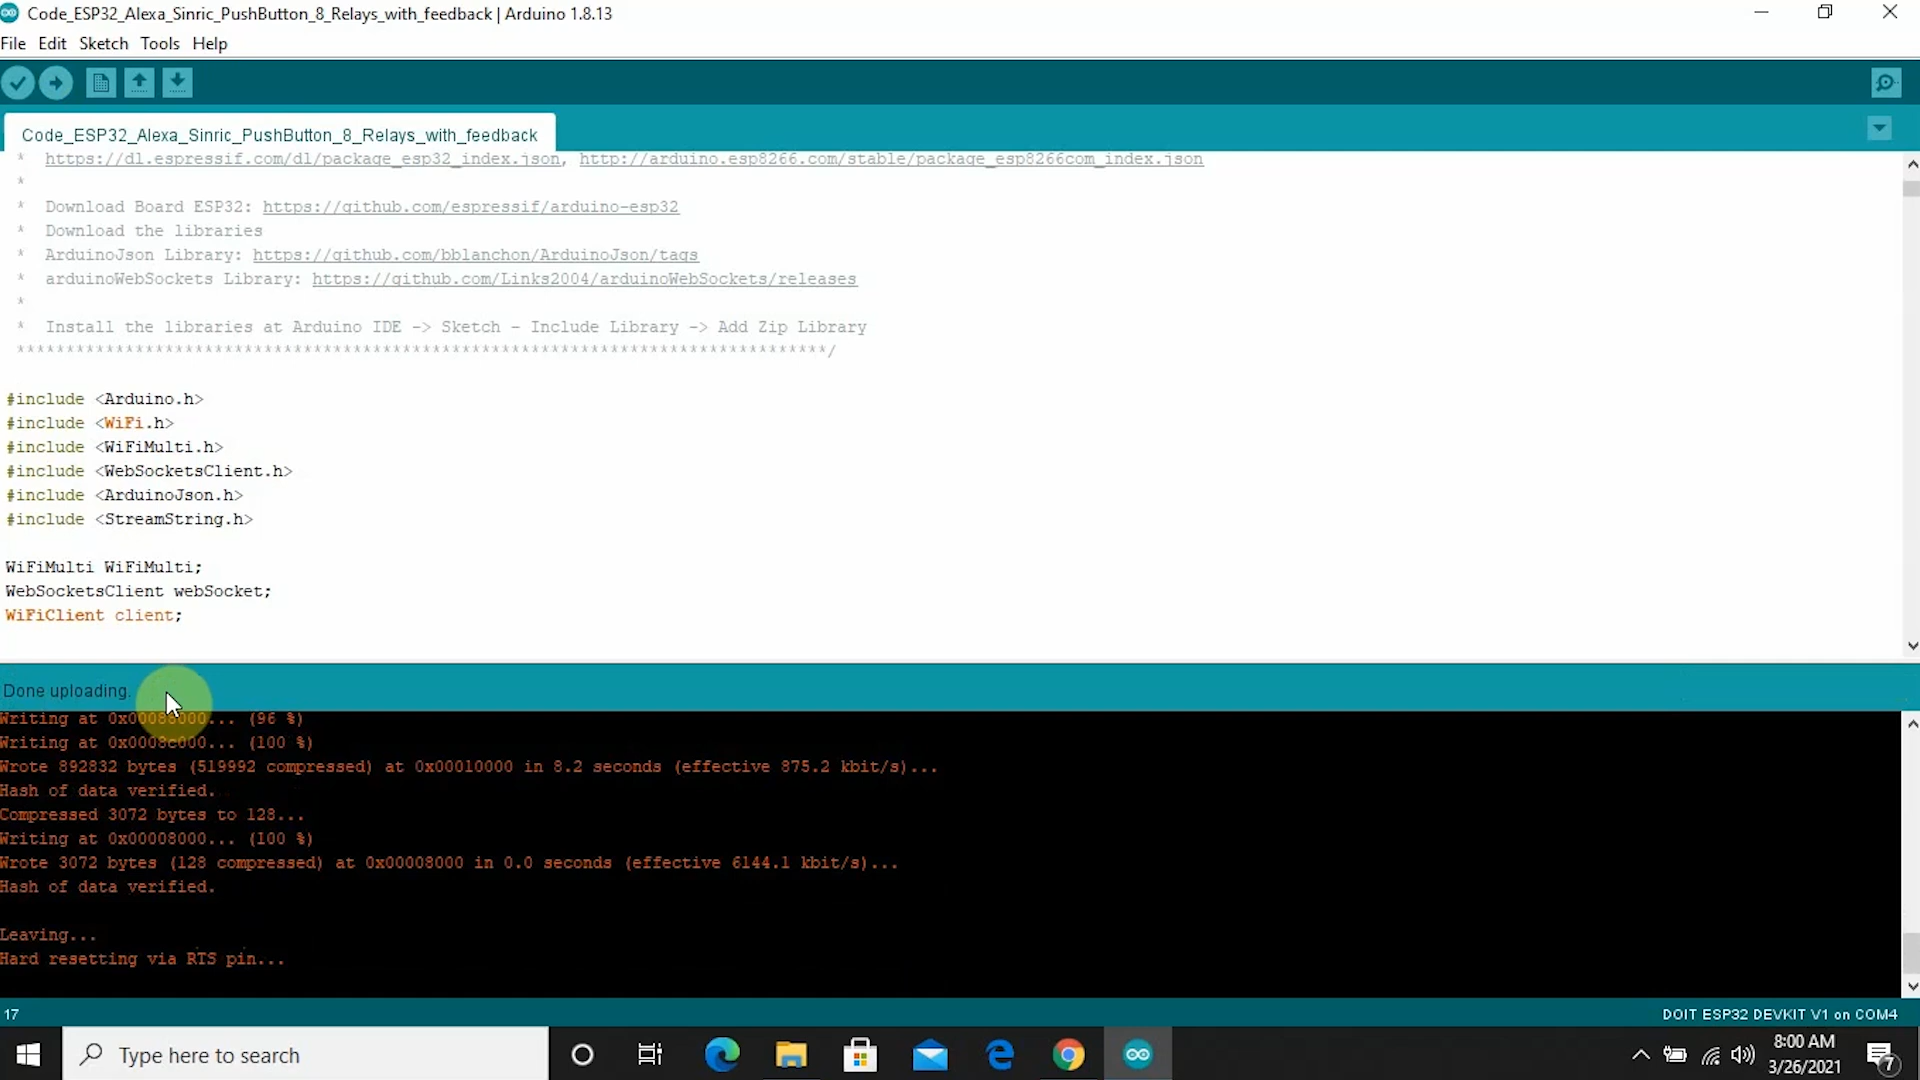 Code_ESP32_Alexa_Sinric_PushButton_8_Relays_with_feedback | Arduino 1.8.13
File Edit Sketch Tools Help
Code_ESP32_Alexa_Sinric_PushButton_8_Relays_with_feedback
* https://dl.espressif.com/dl/package_esp32_index.json, http://arduino.esp8266.com/stable/package_esp8266com_index.json
*
* Download Board ESP32: https://github.com/espressif/arduino-esp32
* Download the libraries
* ArduinoJson Library: https://github.com/bblanchon/ArduinoJson/tags
* arduinoWebSockets Library: https://github.com/Links2004/arduinoWebSockets/releases
*
* Install the libraries at Arduino IDE -> Sketch - Include Library -> Add Zip Library
**********************************************************************************/
#include <Arduino.h>
#include <WiFi.h>
#include <WiFiMulti.h>
#include <WebSocketsClient.h>
#include <ArduinoJson.h>
#include <StreamString.h>
WiFiMulti WiFiMulti;
WebSocketsClient webSocket;
WiFiClient client;
Done uploading.
Writing at 0x00088000... (96 %)
Writing at 0x0008c000... (100 %)
Wrote 892832 bytes (519992 compressed) at 0x00010000 in 8.2 seconds (effective 875.2 kbit/s)...
Hash of data verified.
Compressed 3072 bytes to 128...
Writing at 0x00008000... (100 %)
Wrote 3072 bytes (128 compressed) at 0x00008000 in 0.0 seconds (effective 6144.1 kbit/s)...
Hash of data verified.
Leaving...
Hard resetting via RTS pin...
17
DOIT ESP32 DEVKIT V1 on COM4
Type here to search
8:00 AM
3/26/2021
7